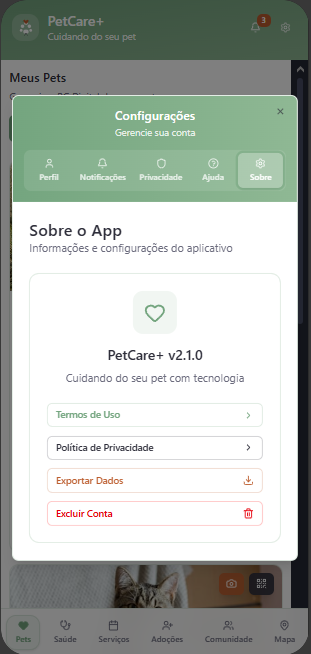 PetCare+
Cuidando do seu pet
3
Meus Pets
Configurações
Gerencie sua conta
Perfil
Notificações
Privacidade
Ajuda
Sobre
Sobre o App
Informações e configurações do aplicativo
PetCare+ v2.1.0
Cuidando do seu pet com tecnologia
Termos de Uso
Política de Privacidade
Exportar Dados
Excluir Conta
Pets
Saúde
Serviços
Adoções
Comunidade
Mapa